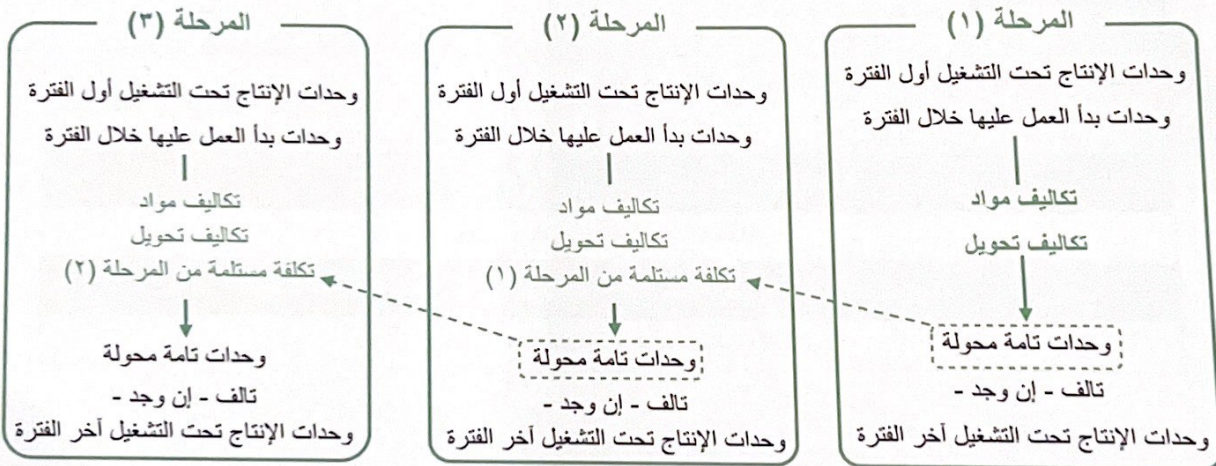 المرحلة (١)
وحدات الإنتاج تحت التشغيل أول الفترة
وحدات بدأ العمل عليها خلال الفترة
تكاليف مواد
تكاليف تحويل
وحدات تامة محولة
تالف - إن وجد -
وحدات الإنتاج تحت التشغيل آخر الفترة
المرحلة (٢)
وحدات الإنتاج تحت التشغيل أول الفترة
وحدات بدأ العمل عليها خلال الفترة
تكاليف مواد
تكاليف تحويل
تكلفة مستلمة من المرحلة (١)
وحدات تامة محولة
تالف - إن وجد -
وحدات الإنتاج تحت التشغيل آخر الفترة
المرحلة (٣)
وحدات الإنتاج تحت التشغيل أول الفترة
وحدات بدأ العمل عليها خلال الفترة
تكاليف مواد
تكاليف تحويل
تكلفة مستلمة من المرحلة (٢)
وحدات تامة محولة
تالف - إن وجد -
وحدات الإنتاج تحت التشغيل آخر الفترة